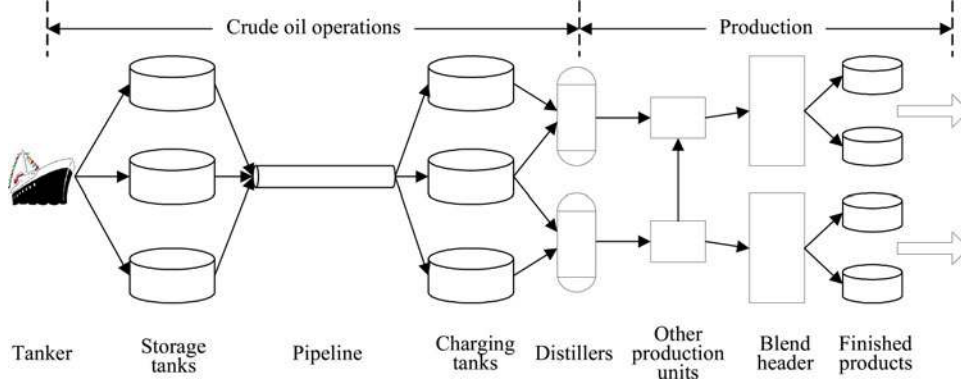 Crude oil operations
Production
Tanker
Storage
tanks
Pipeline
Charging
tanks
Distillers
Other
production
units
Blend
header
Finished
products